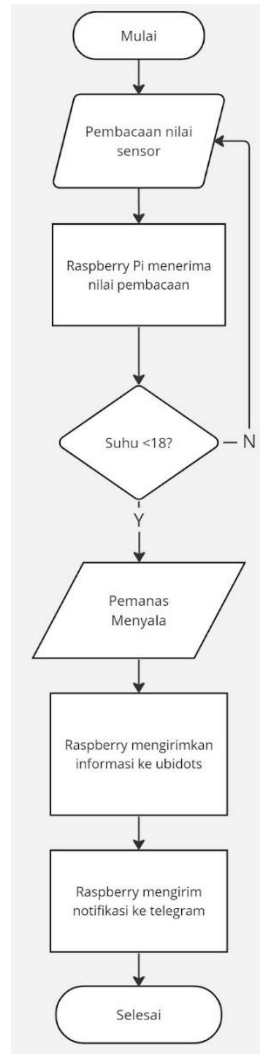 Mulai
Pembacaan nilai
sensor
Raspberry Pi menerima
nilai pembacaan
Suhu <18?
N
Y
Pemanas
Menyala
Raspberry mengirimkan
informasi ke ubidots
Raspberry mengirim
notifikasi ke telegram
Selesai